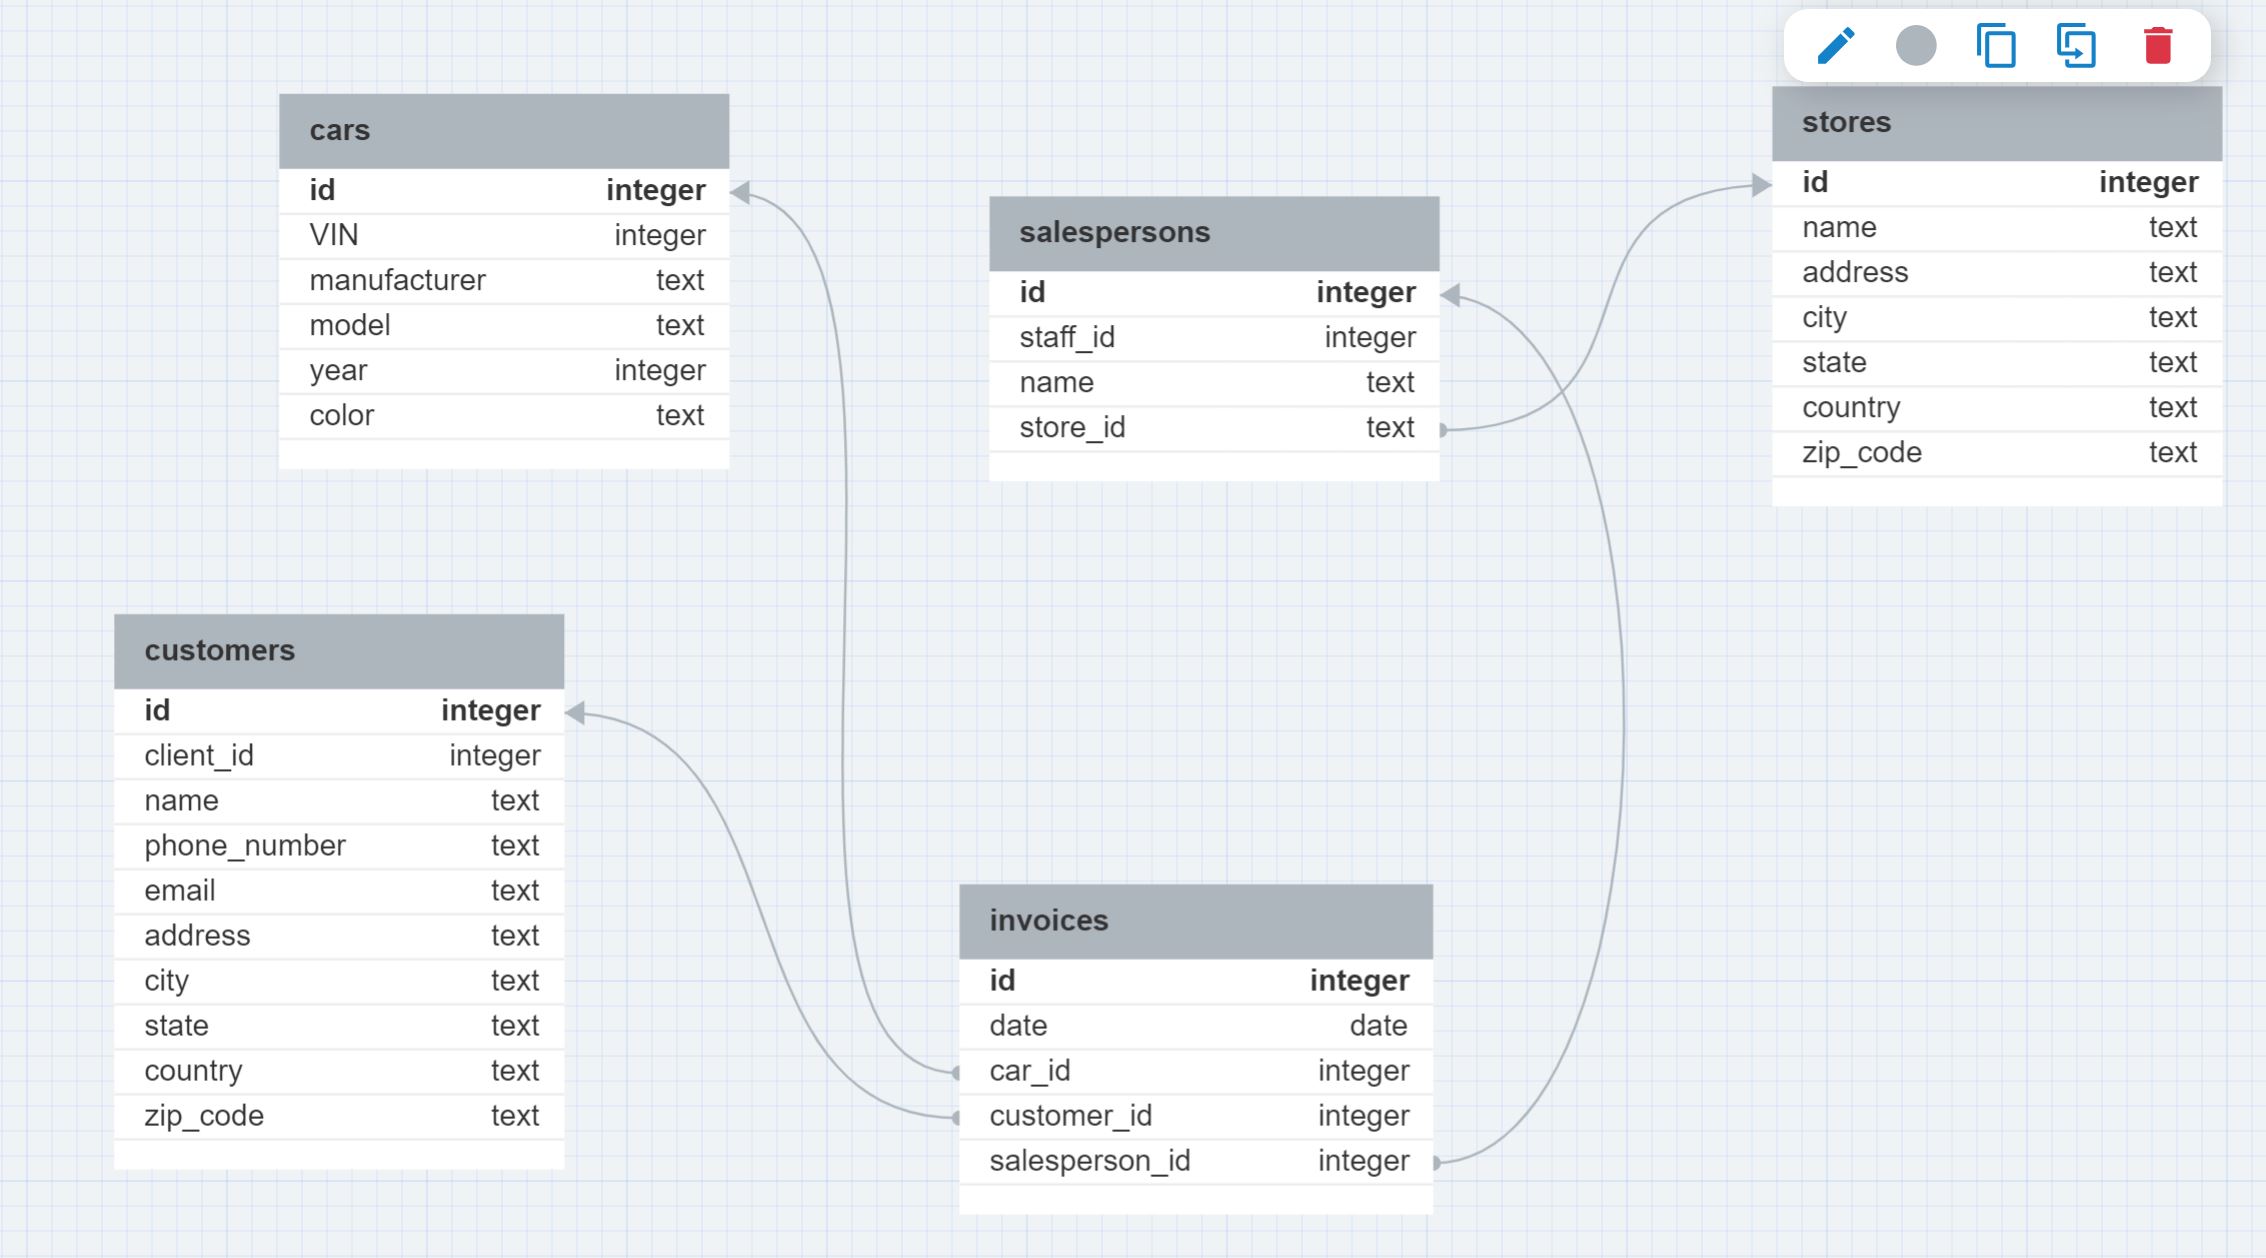 cars
id integer
VIN integer
manufacturer text
model text
year integer
color text
salespersons
id integer
staff_id integer
name text
store_id text
stores
id integer
name text
address text
city text
state text
country text
zip_code text
customers
id integer
client_id integer
name text
phone_number text
email text
address text
city text
state text
country text
zip_code text
invoices
id integer
date date
car_id integer
customer_id integer
salesperson_id integer